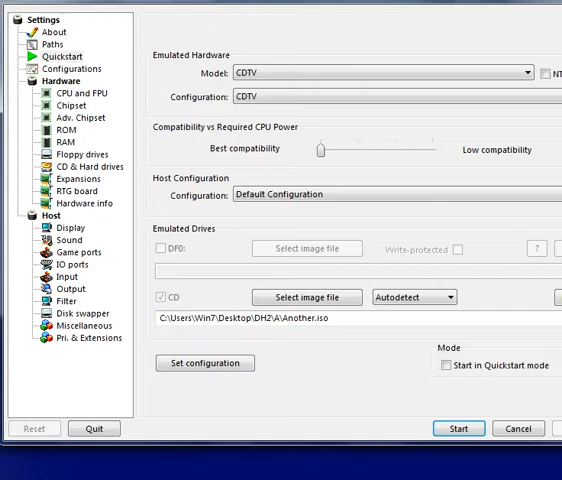 Settings
About
Paths
Quickstart
Configurations
Hardware
CPU and FPU
Chipset
Adv. Chipset
ROM
RAM
Floppy drives
CD & Hard drives
Expansions
RTG board
Hardware info
Host
Display
Sound
Game ports
IO ports
Input
Output
Filter
Disk swapper
Miscellaneous
Pri. & Extensions
Reset Quit
Emulated Hardware
Model: CDTV NT
Configuration: CDTV
Compatibility vs Required CPU Power
Best compatibility Low compatibility
Host Configuration
Configuration: Default Configuration
Emulated Drives
DF0: Select image file Write-protected ?
CD Select image file Autodetect
C:\Users\Win7\Desktop\DH2\A\Another.iso
Set configuration
Mode
Start in Quickstart mode
Start Cancel